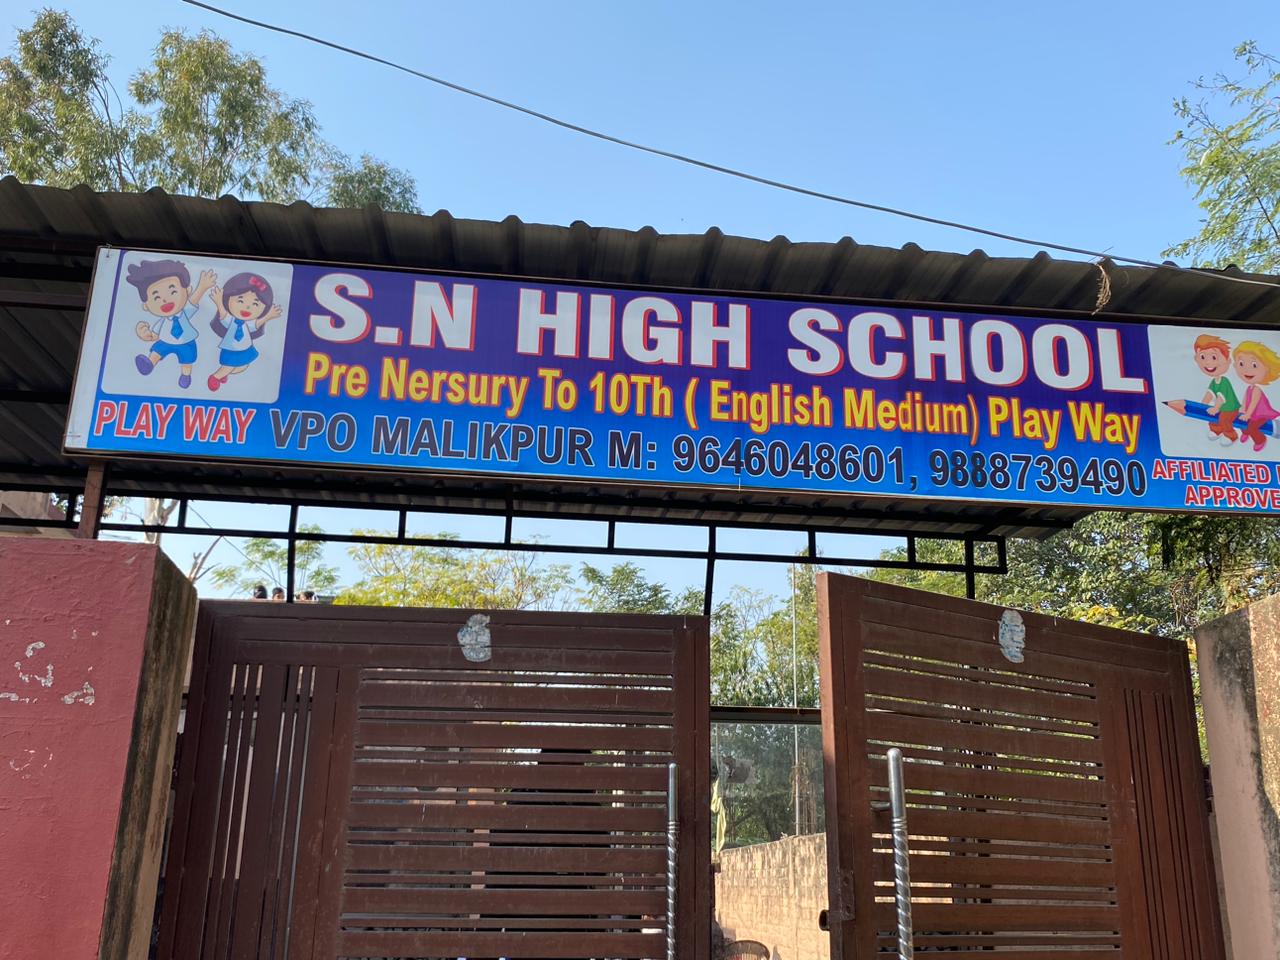 S.N HIGH SCHOOL
Pre Nersury To 10Th ( English Medium) Play Way
PLAY WAY VPO MALIKPUR M: 9646048601, 9888739490
AFFILIATED
APPROVE